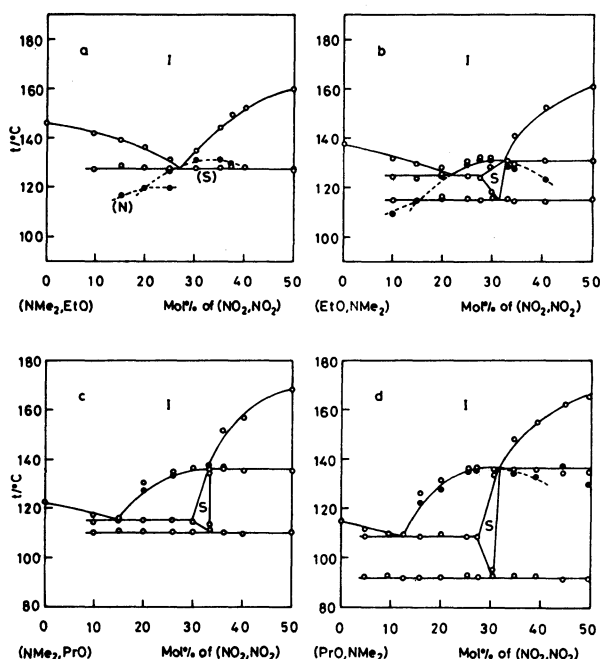 a I b I
180
160
140
120
100
t/°C
180
160
140
120
100
(S)
(N)
S
0 10 20 30 40 50
0 10 20 30 40 50
(NMe₂,EtO) Mol% of (NO₂,NO₂)
(EtO,NMe₂) Mol% of (NO₂,NO₂)
180
160
140
120
100
80
t/°C
180
160
140
120
100
80
c I d I
S
S
0 10 20 30 40 50
0 10 20 30 40 50
(NMe₂,PrO) Mol% of (NO₂,NO₂)
(PrO,NMe₂) Mol% of (NO₂,NO₂)